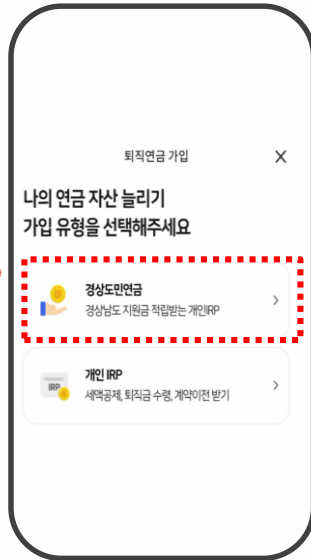 퇴직연금 가입
나의 연금 자산 늘리기
가입 유형을 선택해주세요
경상도민연금
경상남도 지원금 적립받는 개인IRP
IRP
개인 IRP
세액공제, 퇴직금 수령, 계약이전 받기